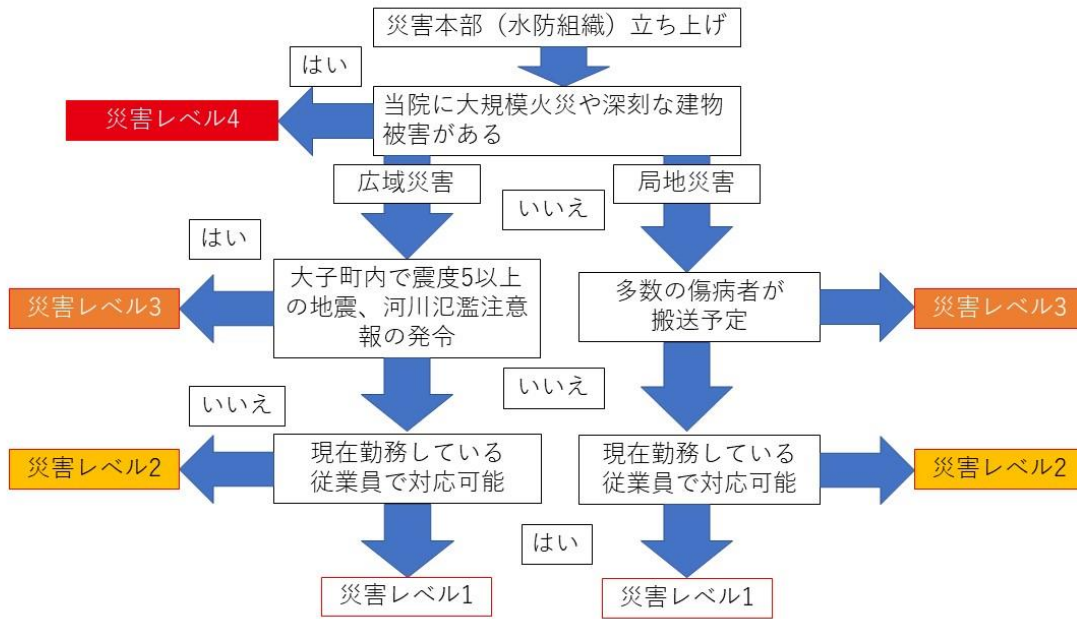 災害本部（水防組織）立ち上げ
はい
災害レベル4
当院に大規模火災や深刻な建物
被害がある
広域災害
局地災害
いいえ
はい
大子町内で震度5以上
の地震、河川氾濫注意
報の発令
多数の傷病者が
搬送予定
災害レベル3
災害レベル3
いいえ
いいえ
現在勤務している
従業員で対応可能
現在勤務している
従業員で対応可能
災害レベル2
災害レベル2
はい
災害レベル1
災害レベル1